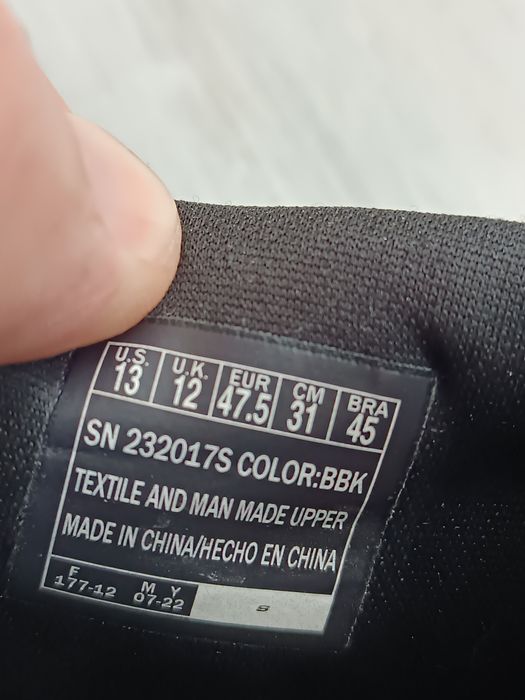 U.S. U.K. EUR CM BRA
13 12 47.5 31 45
SN 232017S COLOR:BBK
TEXTILE AND MAN MADE UPPER
MADE IN CHINA/HECHO EN CHINA
F M Y
177-12 07-22 S